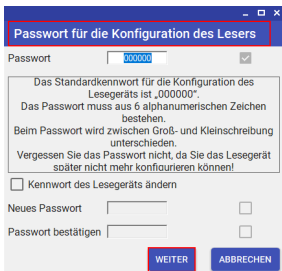 Passwort für die Konfiguration des Lesers
Passwort 000000
Das Standardkennwort für die Konfiguration des
Lesegeräts ist „000000“.
Das Passwort muss aus 6 alphanumerischen Zeichen
bestehen.
Beim Passwort wird zwischen Groß- und Kleinschreibung
unterschieden.
Vergessen Sie das Passwort nicht, da Sie das Lesegerät
später nicht mehr konfigurieren können!
Kennwort des Lesegeräts ändern
Neues Passwort
Passwort bestätigen
WEITER ABBRECHEN